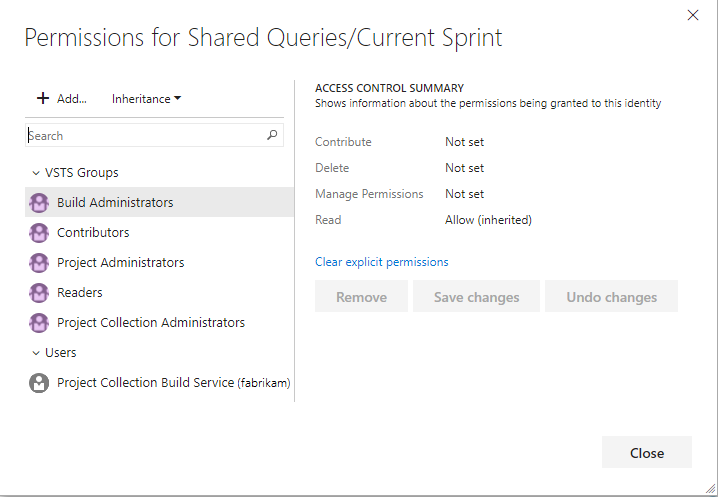 Permissions for Shared Queries/Current Sprint
Add... Inheritance
Search
VSTS Groups
Build Administrators
Contributors
Project Administrators
Readers
Project Collection Administrators
Users
Project Collection Build Service (fabrikam)
ACCESS CONTROL SUMMARY
Shows information about the permissions being granted to this identity
Contribute Not set
Delete Not set
Manage Permissions Not set
Read Allow (inherited)
Clear explicit permissions
Remove Save changes Undo changes
Close